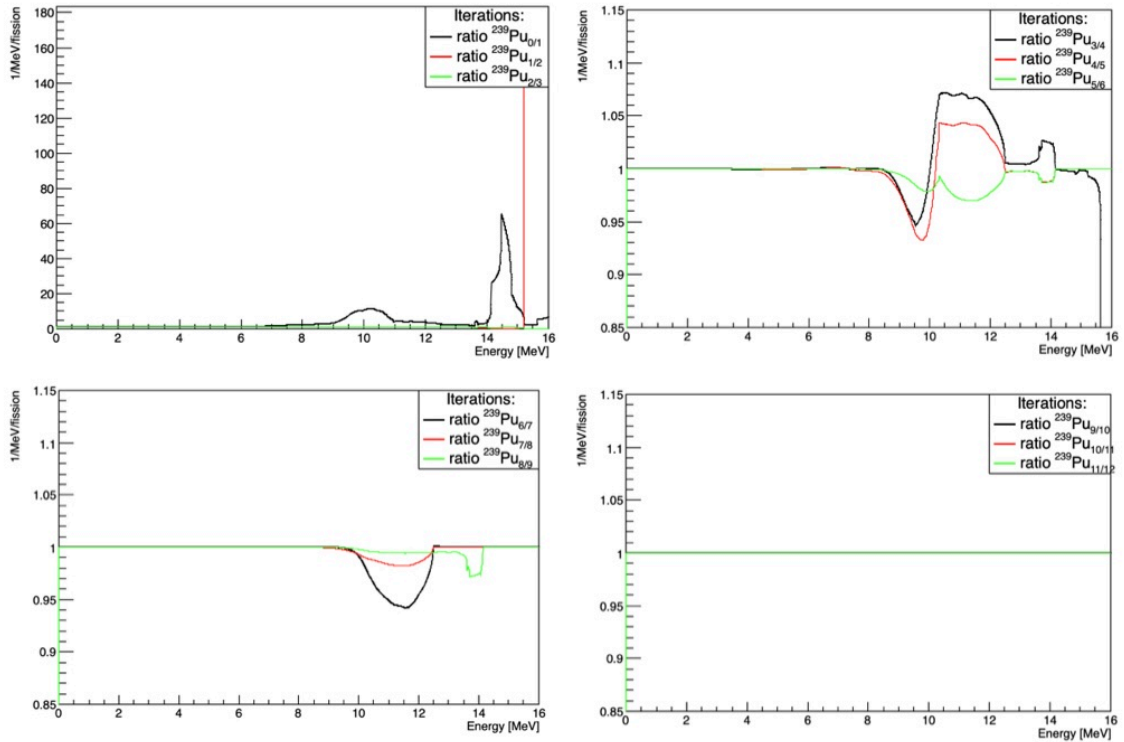 1/MeV/fission
180
160
140
120
100
80
60
40
20
0
0 2 4 6 8 10 12 14 16
Energy [MeV]
Iterations:
ratio ²³⁹Pu₀/₁
ratio ²³⁹Pu₁/₂
ratio ²³⁹Pu₂/₃
1/MeV/fission
1.15
1.1
1.05
1
0.95
0.9
0.85
0 2 4 6 8 10 12 14 16
Energy [MeV]
Iterations:
ratio ²³⁹Pu₃/₄
ratio ²³⁹Pu₄/₅
ratio ²³⁹Pu₅/₆
1/MeV/fission
1.15
1.1
1.05
1
0.95
0.9
0.85
0 2 4 6 8 10 12 14 16
Energy [MeV]
Iterations:
ratio ²³⁹Pu₆/₇
ratio ²³⁹Pu₇/₈
ratio ²³⁹Pu₈/₉
1/MeV/fission
1.15
1.1
1.05
1
0.95
0.9
0.85
0 2 4 6 8 10 12 14 16
Energy [MeV]
Iterations:
ratio ²³⁹Pu₉/₁₀
ratio ²³⁹Pu₁₀/₁₁
ratio ²³⁹Pu₁₁/₁₂